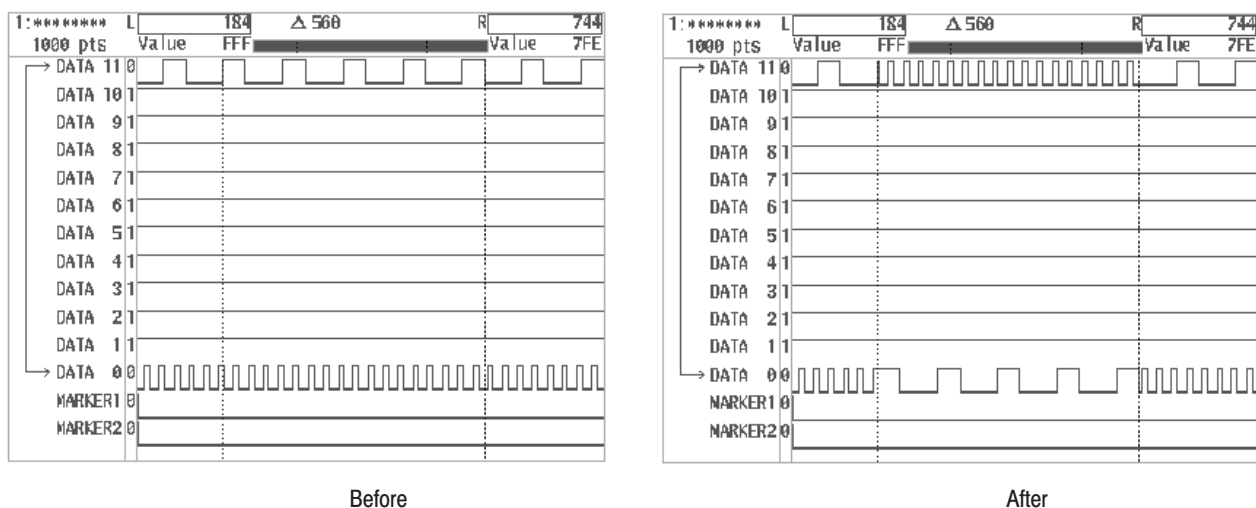 1:******** L 184 Δ 560 R 744
1000 pts Value FFF Value 7FE
DATA 11 0
DATA 10 1
DATA 9 1
DATA 8 1
DATA 7 1
DATA 6 1
DATA 5 1
DATA 4 1
DATA 3 1
DATA 2 1
DATA 1 1
DATA 0 0
MARKER1 0
MARKER2 0
Before
1:******** L 184 Δ 560 R 744
1000 pts Value FFF Value 7FE
DATA 11 0
DATA 10 1
DATA 9 1
DATA 8 1
DATA 7 1
DATA 6 1
DATA 5 1
DATA 4 1
DATA 3 1
DATA 2 1
DATA 1 1
DATA 0 0
MARKER1 0
MARKER2 0
After